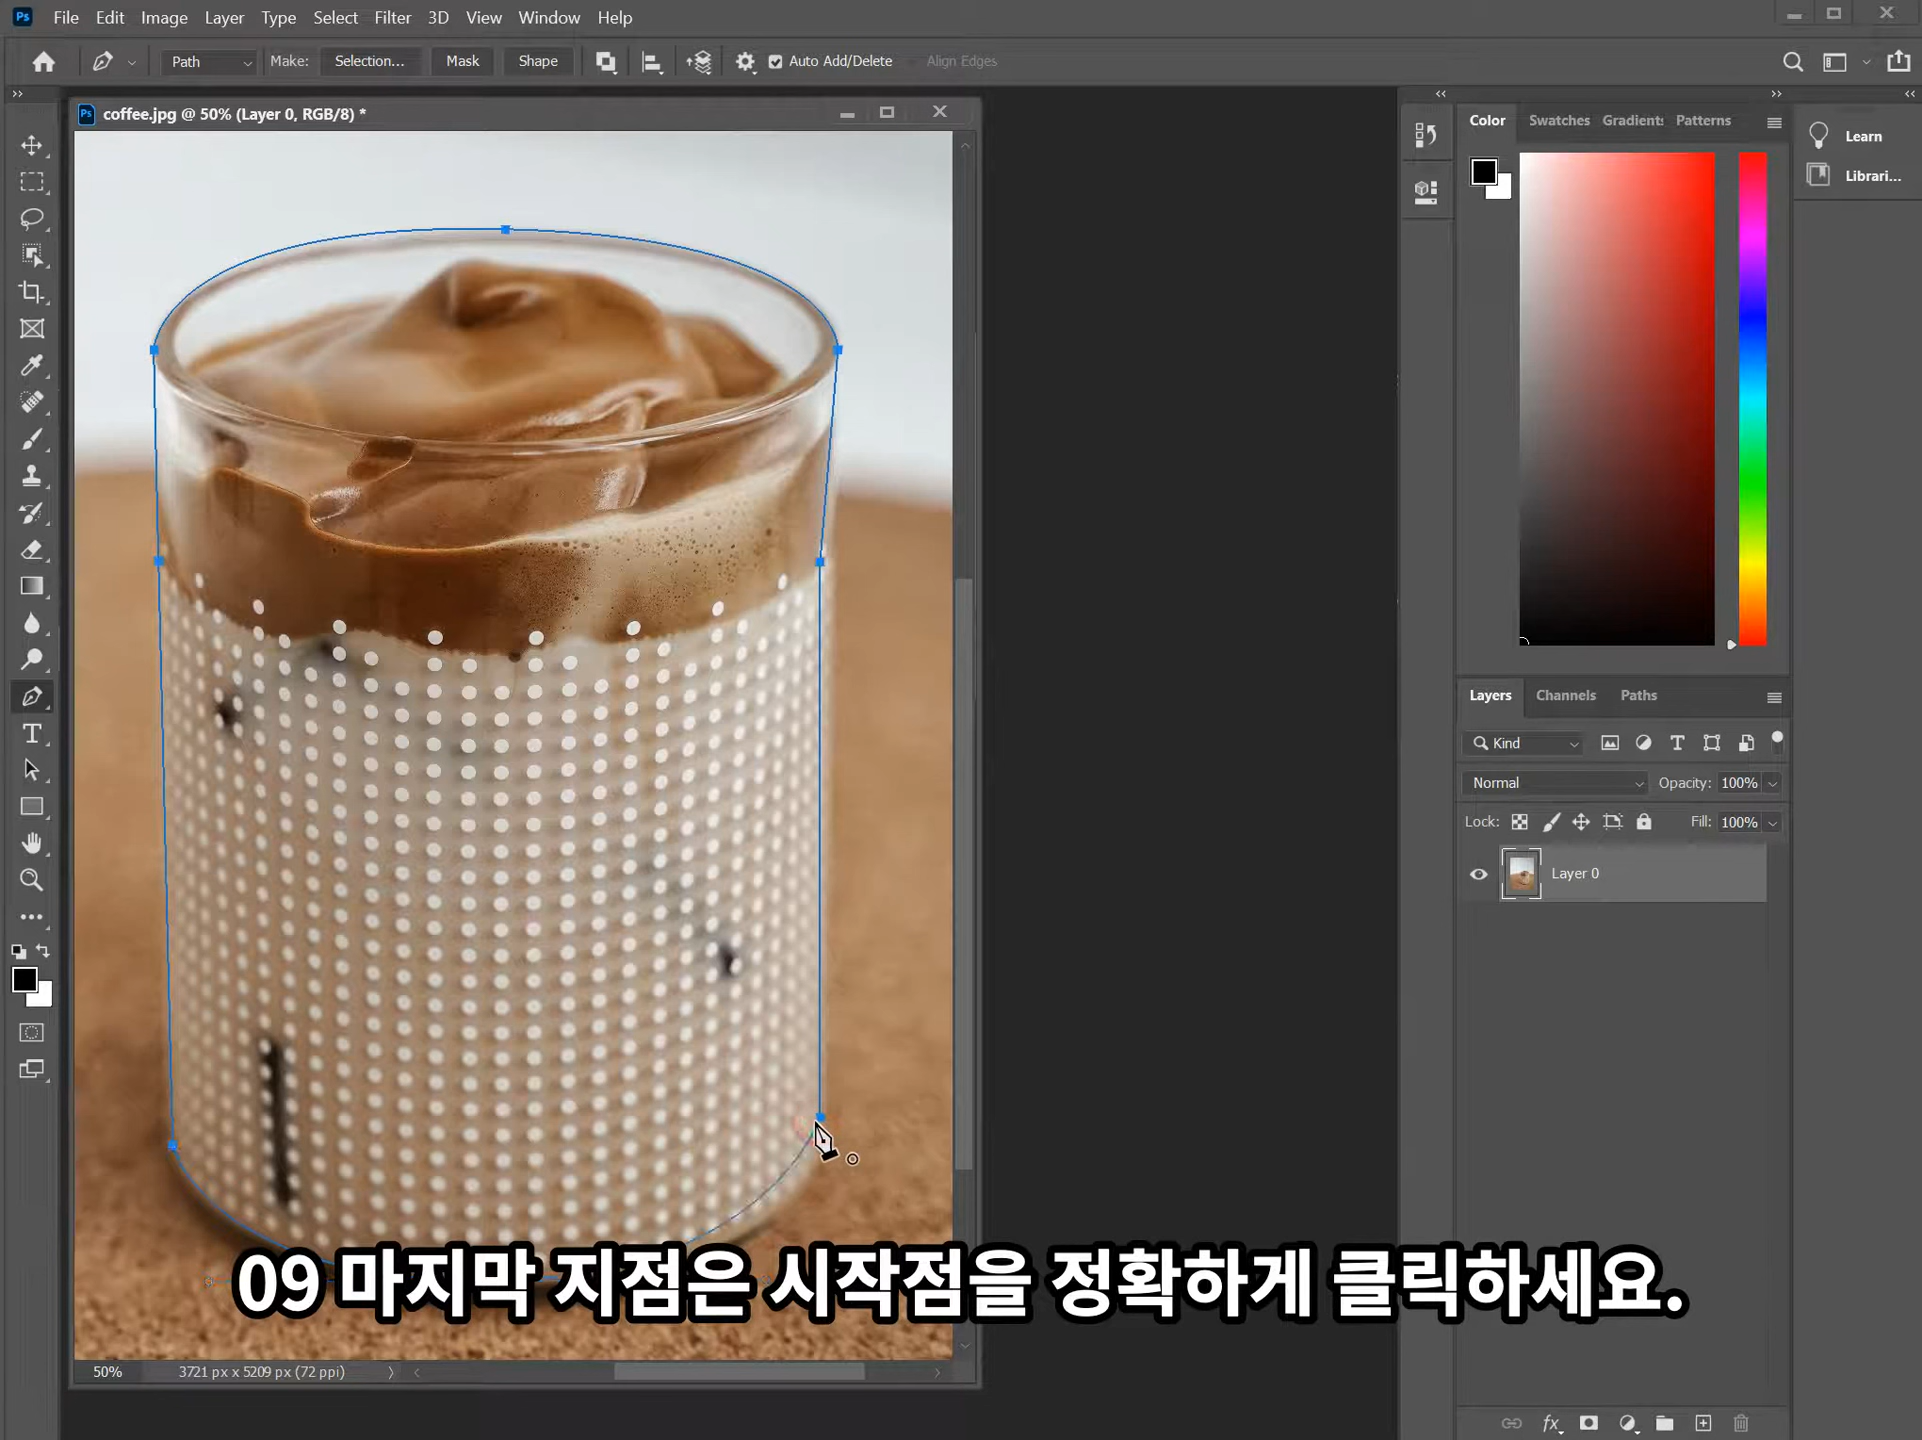 Ps File Edit Image Layer Type Select Filter 3D View Window Help
Path Make: Selection... Mask Shape Auto Add/Delete Align Edges
Ps coffee.jpg @ 50% (Layer 0, RGB/8) *
Color Swatches Gradients Patterns
Learn
Librari...
Layers Channels Paths
Kind
Normal Opacity: 100%
Lock: Fill: 100%
Layer 0
09 마지막 지점은 시작점을 정확하게 클릭하세요.
50% 3721 px x 5209 px (72 ppi)
fx